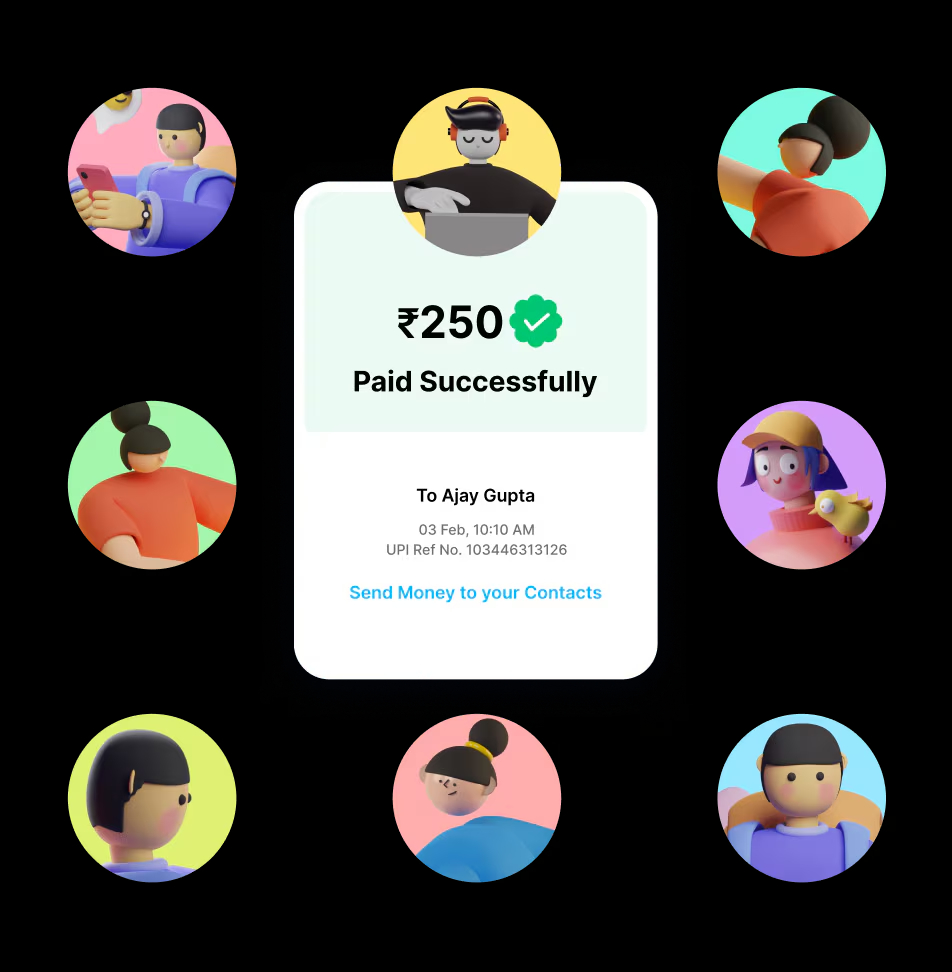 ₹250
Paid Successfully
To Ajay Gupta
03 Feb, 10:10 AM
UPI Ref No. 103446313126
Send Money to your Contacts